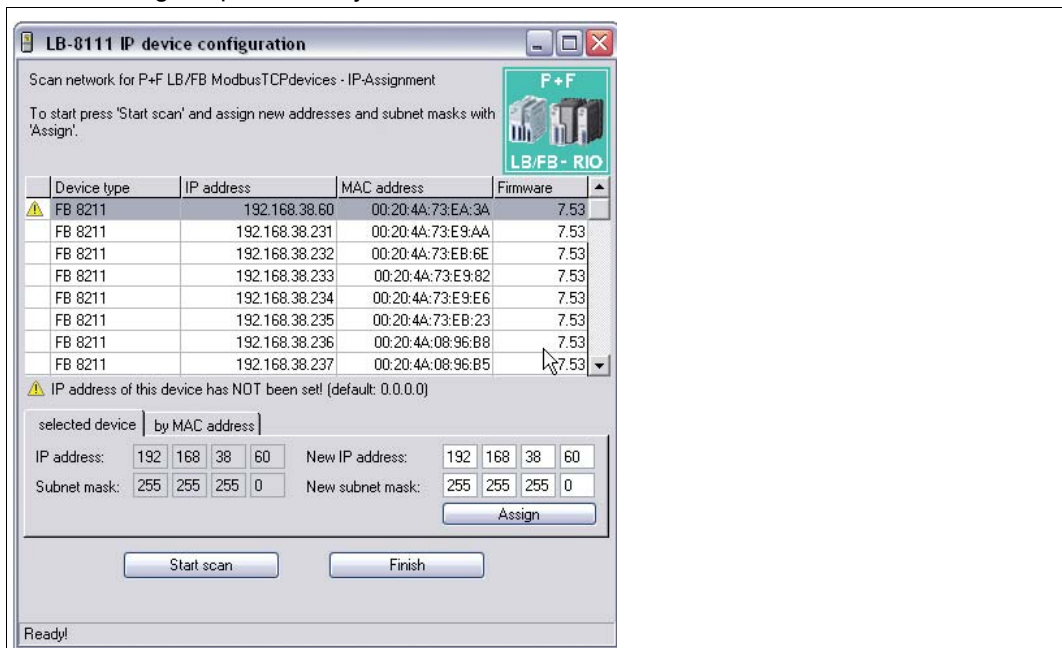 LB-8111 IP device configuration
Scan network for P+F LB/FB ModbusTCPdevices - IP-Assignment
To start press 'Start scan' and assign new addresses and subnet masks with
'Assign'.
P+F
LB/FB - RIO
Device type IP address MAC address Firmware
FB 8211 192.168.38.60 00:20:4A:73:EA:3A 7.53
FB 8211 192.168.38.231 00:20:4A:73:E9:AA 7.53
FB 8211 192.168.38.232 00:20:4A:73:EB:6E 7.53
FB 8211 192.168.38.233 00:20:4A:73:E9:82 7.53
FB 8211 192.168.38.234 00:20:4A:73:E9:E6 7.53
FB 8211 192.168.38.235 00:20:4A:73:EB:23 7.53
FB 8211 192.168.38.236 00:20:4A:08:96:B8 7.53
FB 8211 192.168.38.237 00:20:4A:08:96:B5 7.53
IP address of this device has NOT been set! (default: 0.0.0.0)
selected device by MAC address
IP address: 192 168 38 60 New IP address: 192 168 38 60
Subnet mask: 255 255 255 0 New subnet mask: 255 255 255 0
Assign
Start scan Finish
Ready!